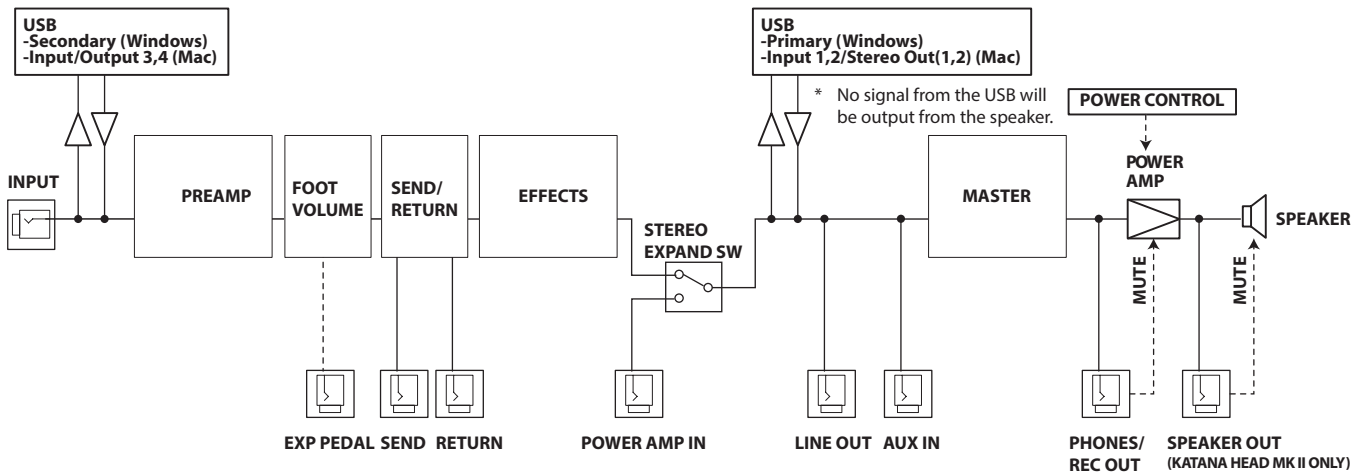 USB
-Secondary (Windows)
-Input/Output 3,4 (Mac)
USB
-Primary (Windows)
-Input 1,2/Stereo Out(1,2) (Mac)
* No signal from the USB will
be output from the speaker.
POWER CONTROL
INPUT
PREAMP
FOOT
VOLUME
SEND/
RETURN
EFFECTS
STEREO
EXPAND SW
MASTER
POWER
AMP
SPEAKER
MUTE
MUTE
EXP PEDAL
SEND
RETURN
POWER AMP IN
LINE OUT
AUX IN
PHONES/
REC OUT
SPEAKER OUT
(KATANA HEAD MK II ONLY)